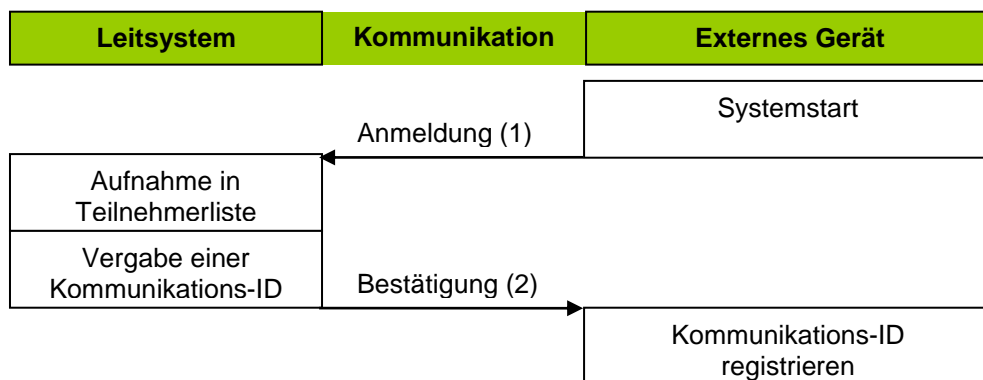 Leitsystem Kommunikation Externes Gerät
Systemstart
Anmeldung (1)
Aufnahme in
Teilnehmerliste
Vergabe einer
Kommunikations-ID
Bestätigung (2)
Kommunikations-ID
registrieren